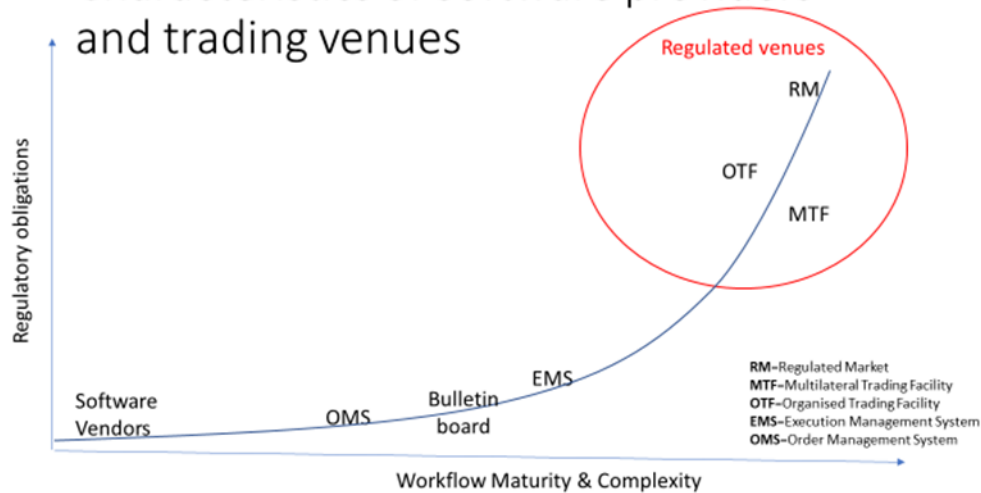 and trading venues
Regulated venues
RM
OTF
MTF
Regulatory obligations
EMS
Software
Vendors
OMS
Bulletin
board
RM–Regulated Market
MTF–Multilateral Trading Facility
OTF–Organised Trading Facility
EMS–Execution Management System
OMS–Order Management System
Workflow Maturity & Complexity